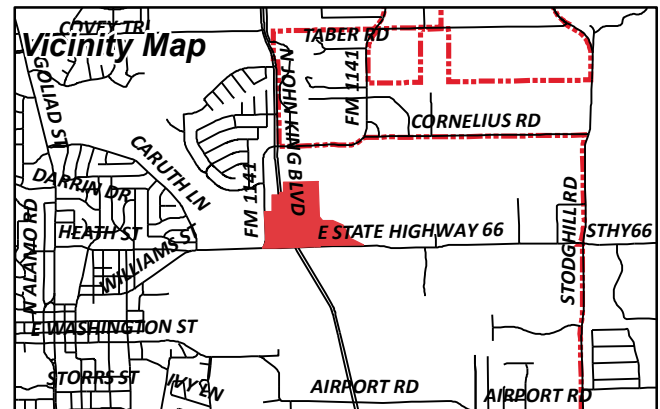 COVEY TRL
Vicinity Map
TABER RD
GOLIAD ST
N JOHN KING BLVD
FM 1141
CORNELIUS RD
CARUTH LN
DARRIN DR
FM 1141
N ALAMO RD
HEATH ST
WILLIAMS ST
E STATE HIGHWAY 66
STODGHILL RD
STHY66
E WASHINGTON ST
STORRS ST
IVY LN
AIRPORT RD
AIRPORT RD